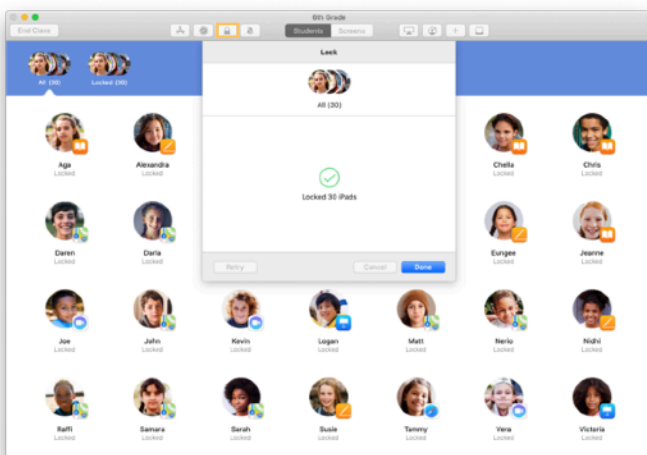 6th Grade
End Class
Students Screens
Lock
All (30) Locked (30)
All (30)
Aga Alexandra Chella Chris
Locked Locked Locked Locked
Locked 30 iPads
Daren Daria Eungee Jeanne
Locked Locked Locked Locked
Retry Cancel Done
Joe John Kevin Logan Matt Nerio Nidhi
Locked Locked Locked Locked Locked Locked Locked
Raffi Samara Sarah Susie Tammy Vera Victoria
Locked Locked Locked Locked Locked Locked Locked